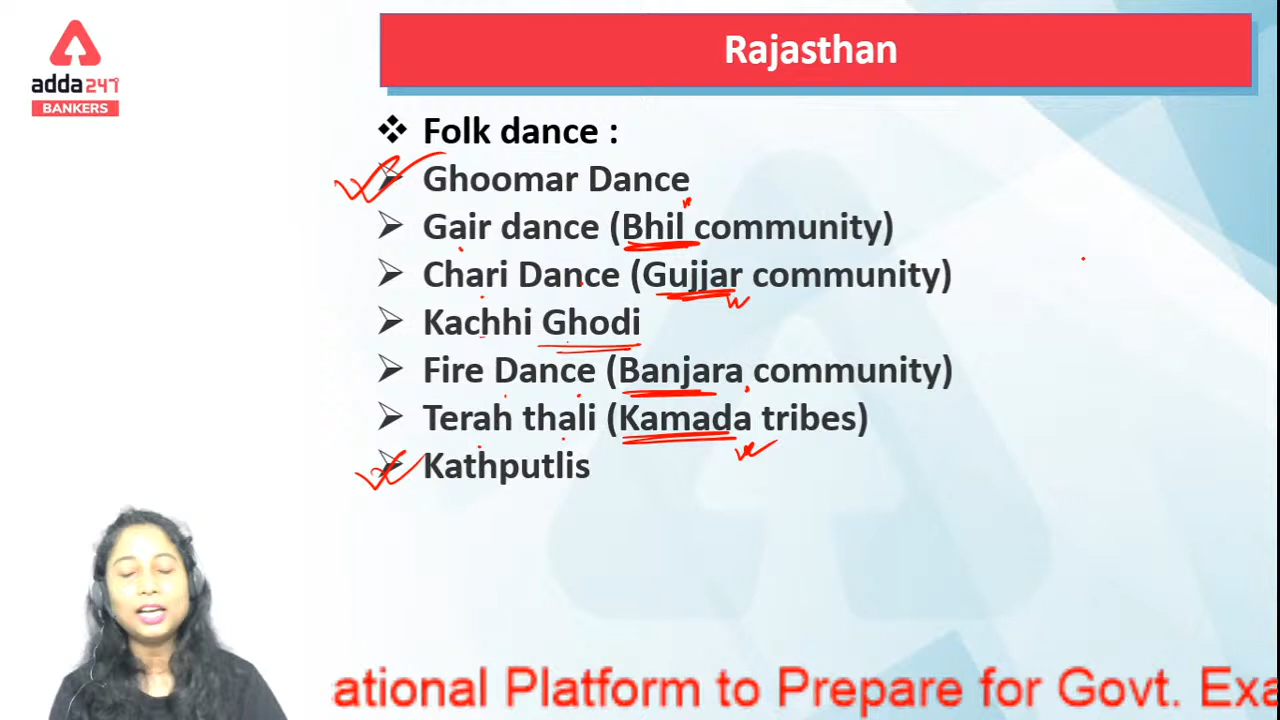 adda247
BANKERS
Rajasthan
❖ Folk dance :
➢ Ghoomar Dance
➢ Gair dance (Bhil community)
➢ Chari Dance (Gujjar community)
➢ Kachhi Ghodi
➢ Fire Dance (Banjara community)
➢ Terah thali (Kamada tribes)
➢ Kathputlis
ational Platform to Prepare for Govt. Exa